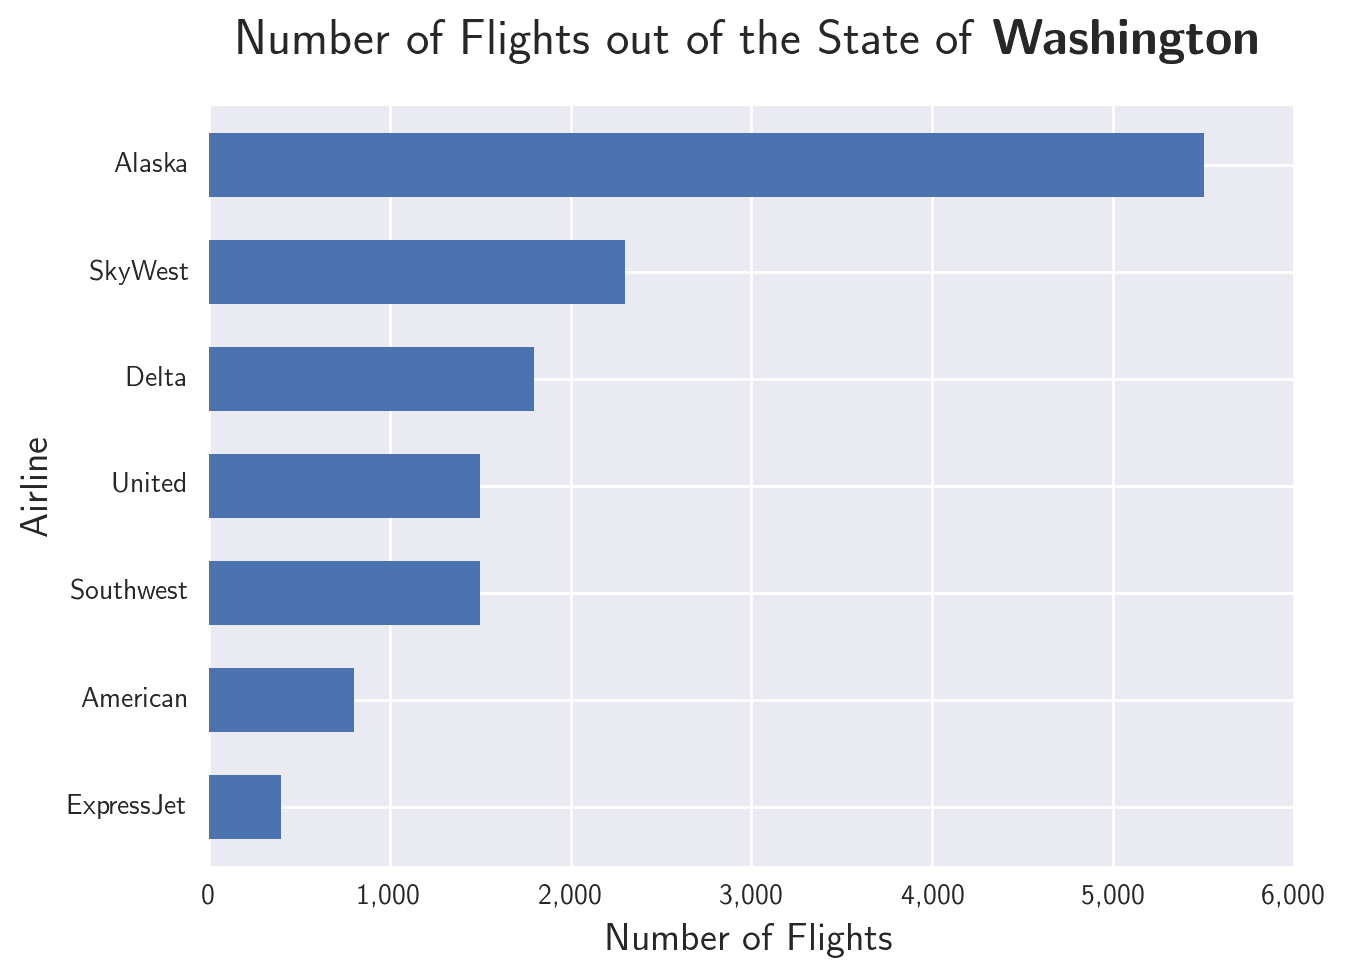 Number of Flights out of the State of Washington
Alaska
SkyWest
Delta
United
Southwest
American
ExpressJet
Airline
0 1,000 2,000 3,000 4,000 5,000 6,000
Number of Flights